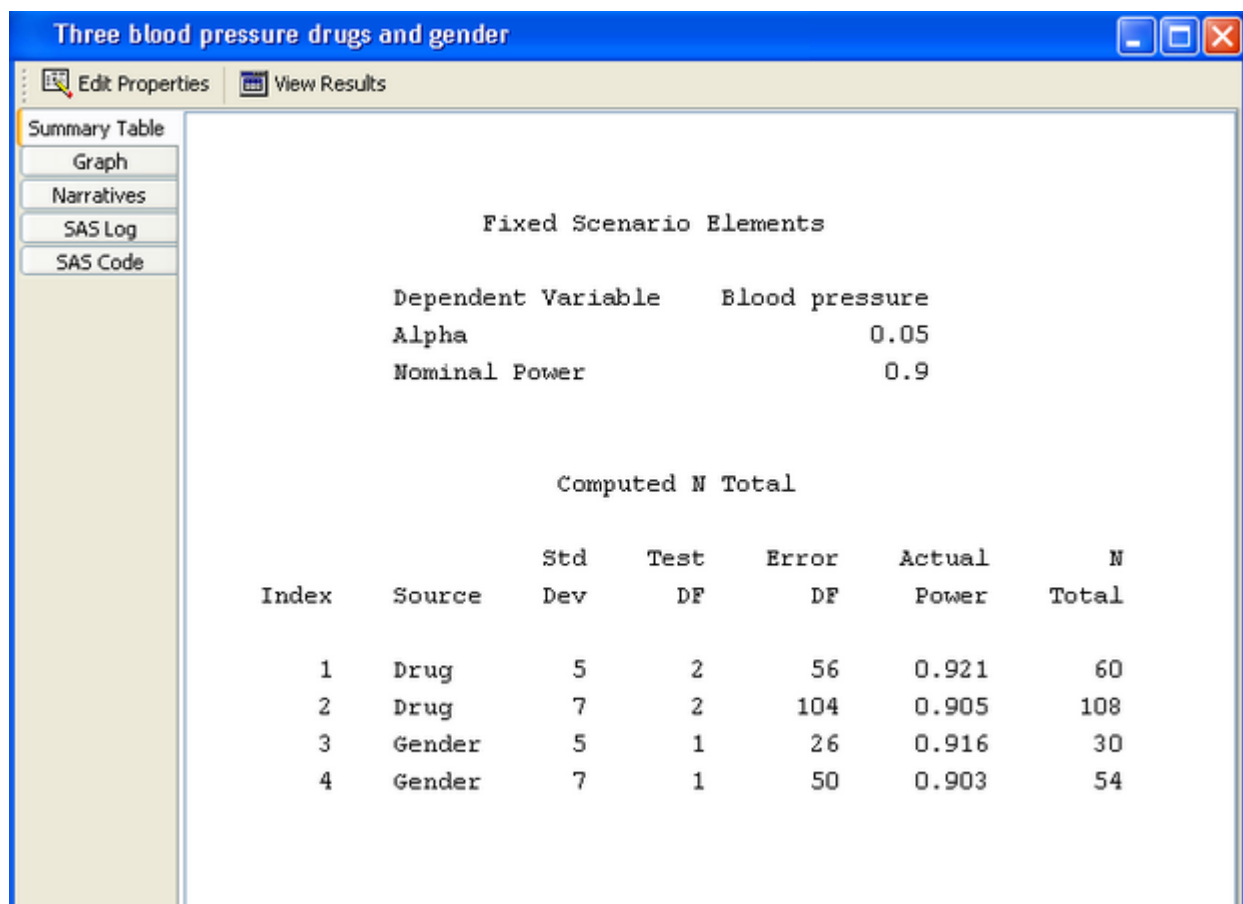 Three blood pressure drugs and gender
Edit Properties View Results
Summary Table
Graph
Narratives
SAS Log
SAS Code
Fixed Scenario Elements
Dependent Variable Blood pressure
Alpha 0.05
Nominal Power 0.9
Computed N Total
Std Test Error Actual N
Index Source Dev DF DF Power Total
1 Drug 5 2 56 0.921 60
2 Drug 7 2 104 0.905 108
3 Gender 5 1 26 0.916 30
4 Gender 7 1 50 0.903 54